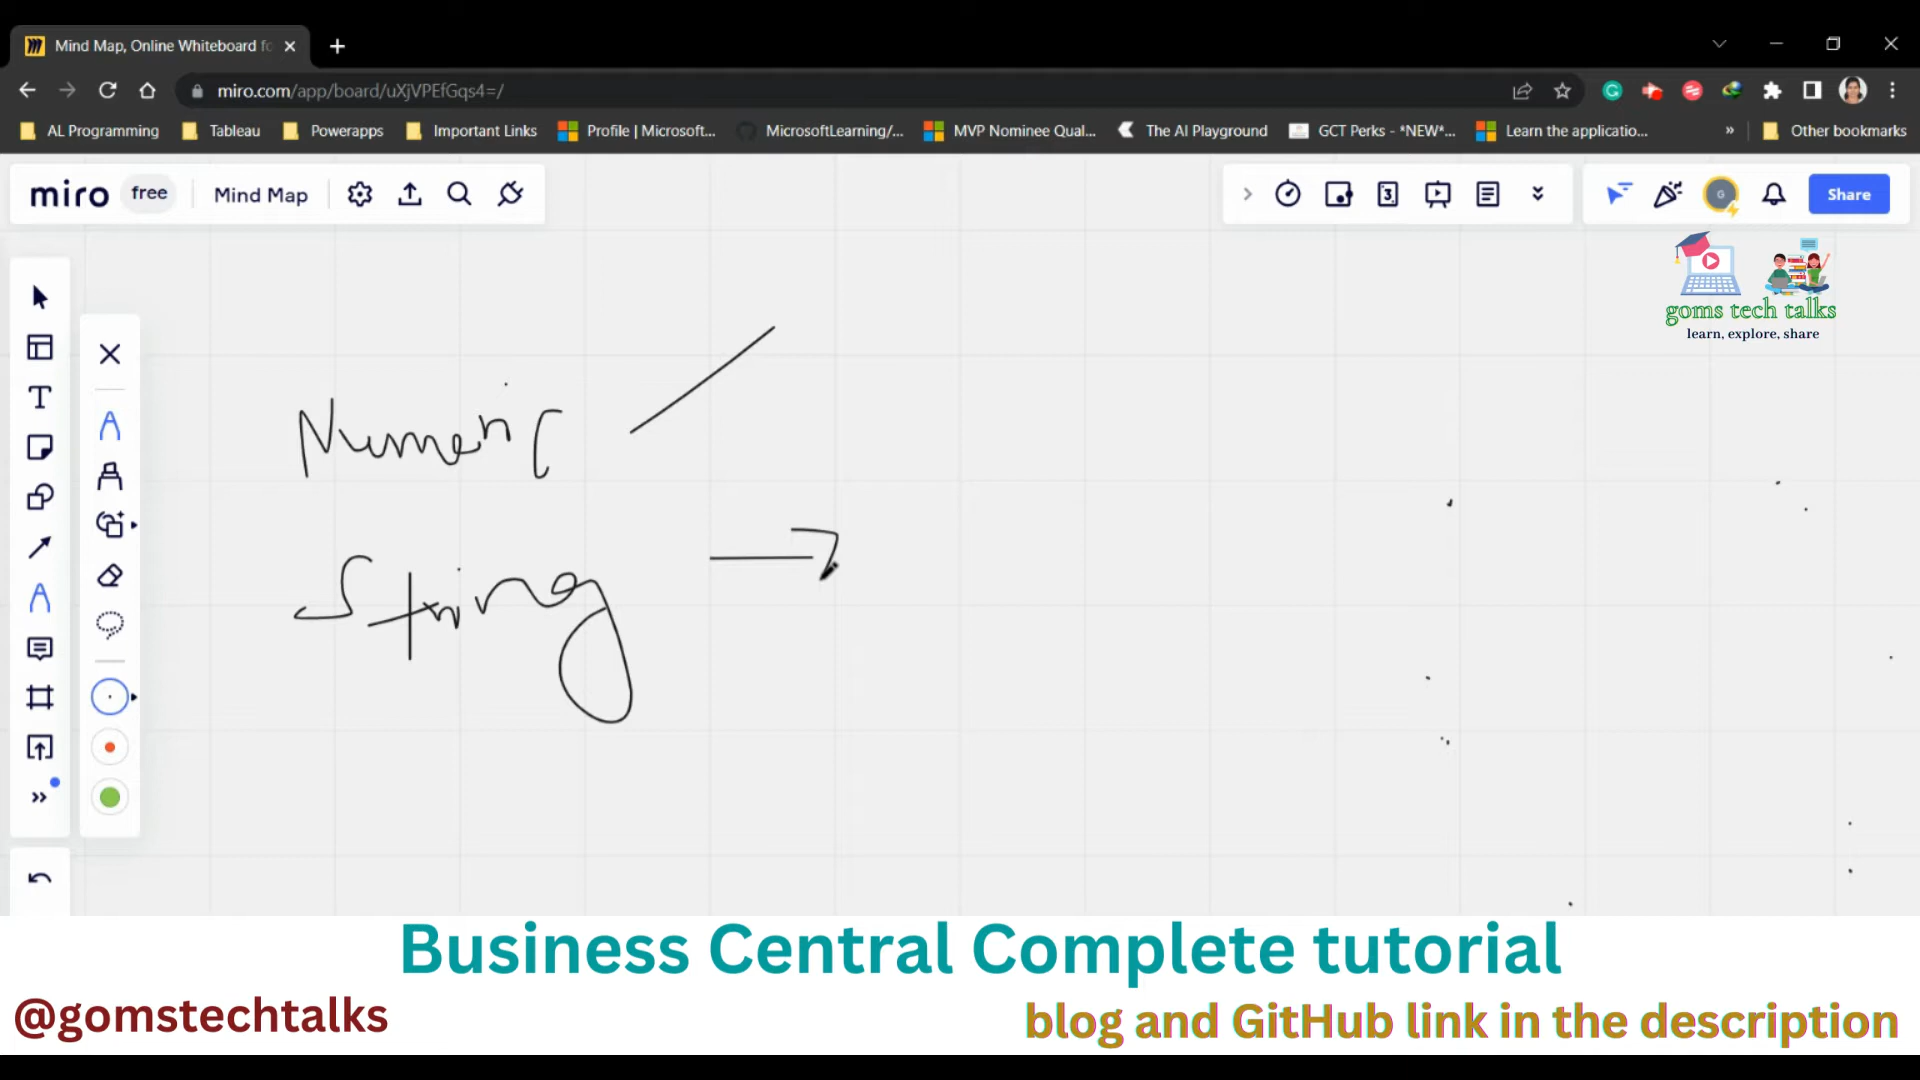 Mind Map, Online Whiteboard fo
miro.com/app/board/uXjVPEfGqs4=/
AL Programming Tableau Powerapps Important Links Profile | Microsoft... MicrosoftLearning/... MVP Nominee Qual... The AI Playground GCT Perks - *NEW*... Learn the applicatio... » Other bookmarks
miro free Mind Map 3 G Share
goms tech talks
learn, explore, share
Numeric
String
Business Central Complete tutorial
@gomstechtalks
blog and GitHub link in the description